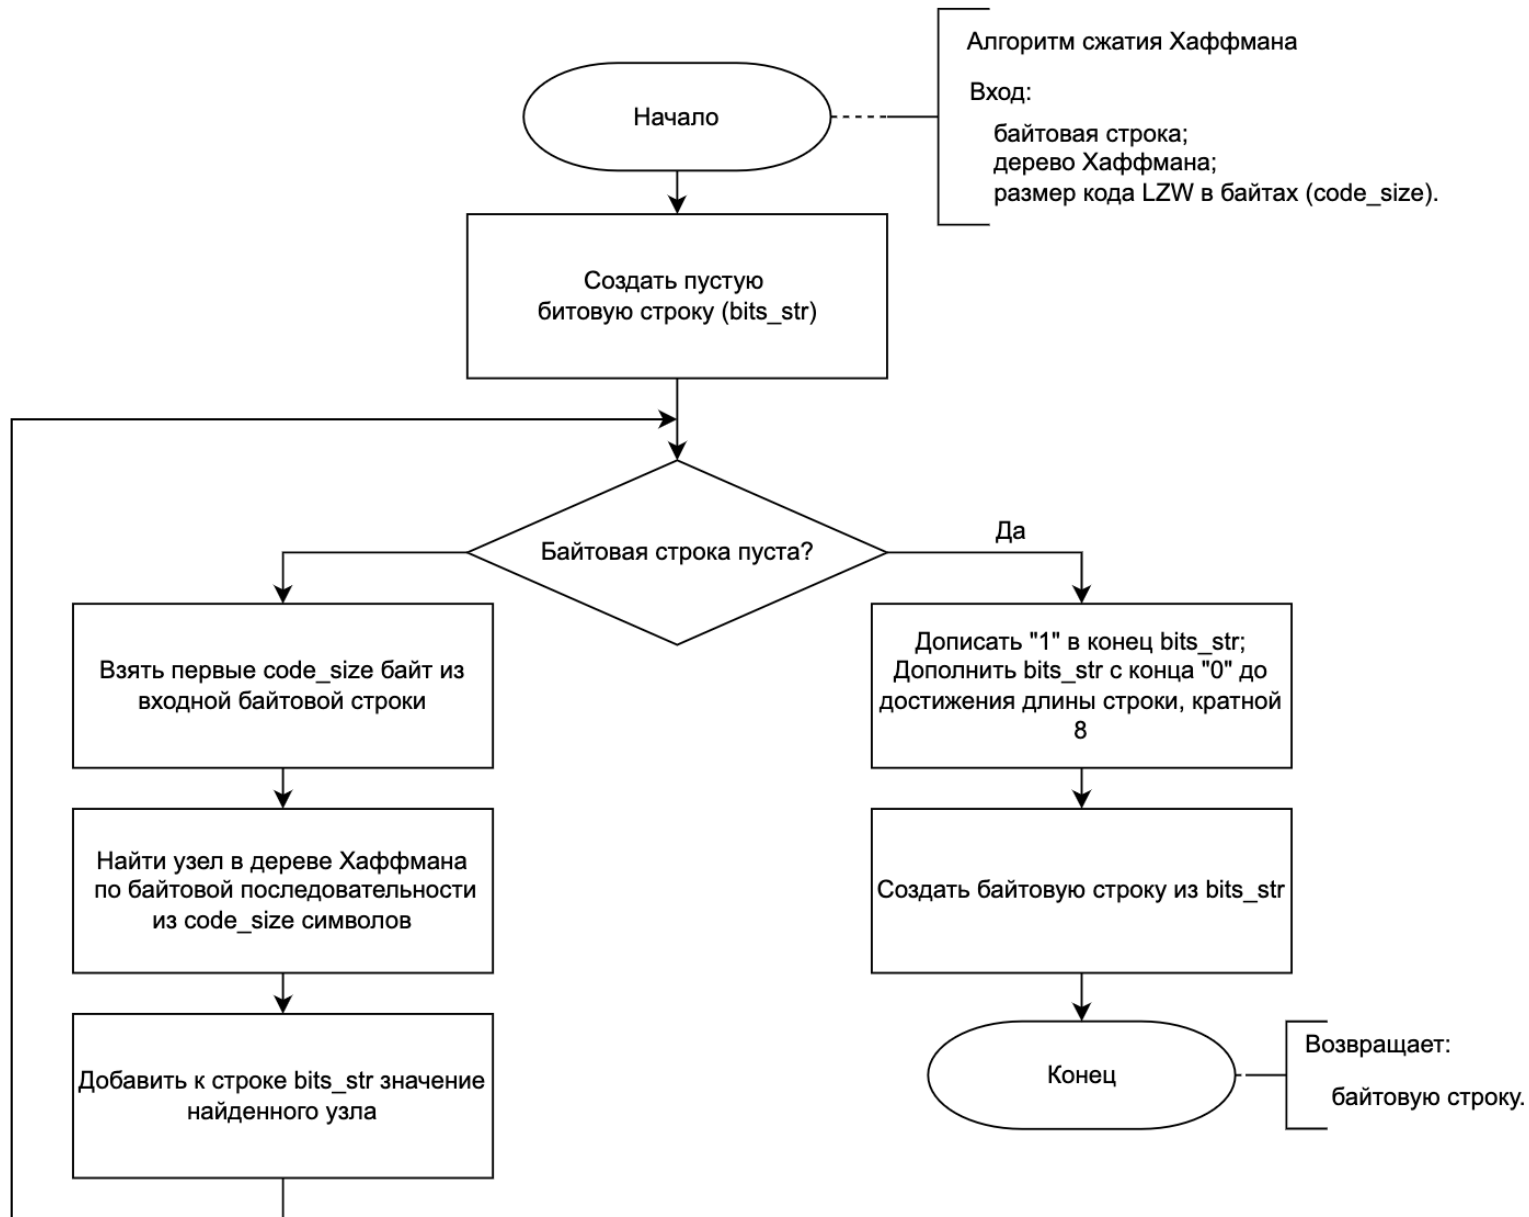 Алгоритм сжатия Хаффмана
Вход:
байтовая строка;
дерево Хаффмана;
размер кода LZW в байтах (code_size).
Начало
Создать пустую
битовую строку (bits_str)
Байтовая строка пуста?
Да
Взять первые code_size байт из
входной байтовой строки
Найти узел в дереве Хаффмана
по байтовой последовательности
из code_size символов
Добавить к строке bits_str значение
найденного узла
Дописать "1" в конец bits_str;
Дополнить bits_str с конца "0" до
достижения длины строки, кратной
8
Создать байтовую строку из bits_str
Конец
Возвращает:
байтовую строку.